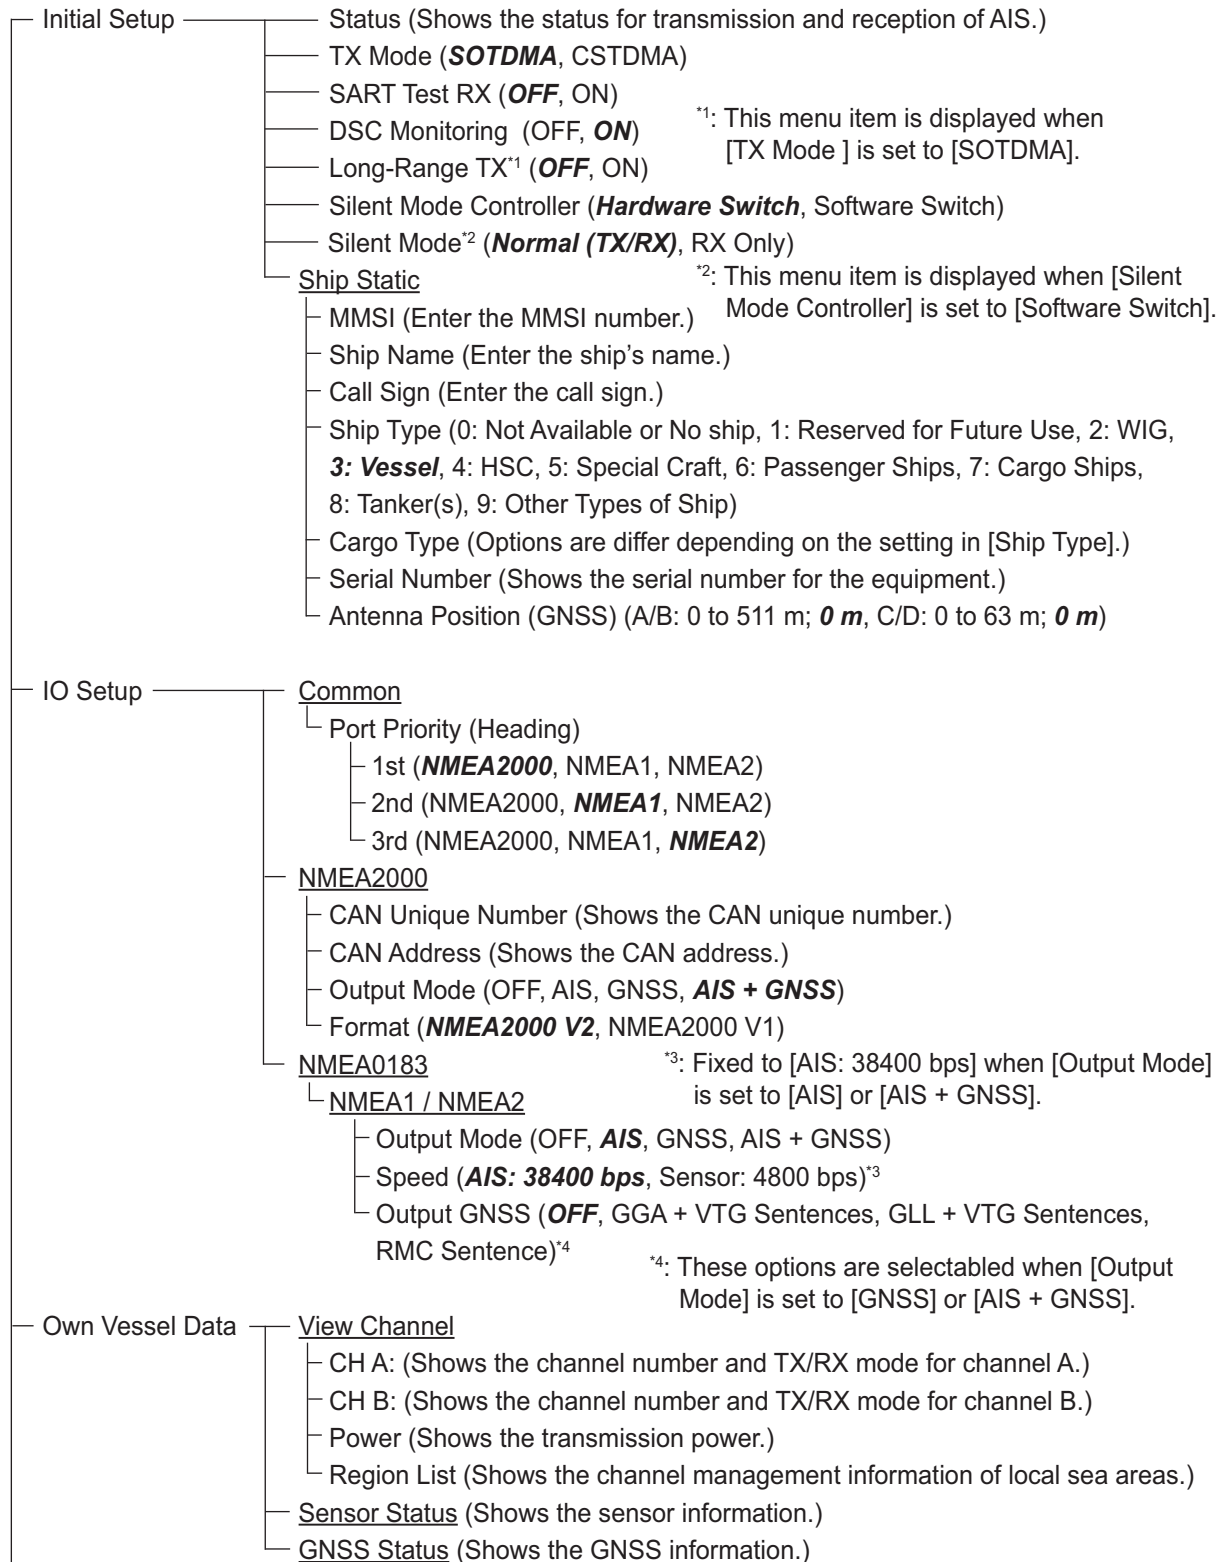 Initial Setup
Status (Shows the status for transmission and reception of AIS.)
TX Mode (SOTDMA, CSTDMA)
SART Test RX (OFF, ON)
DSC Monitoring (OFF, ON)
Long-Range TX*1 (OFF, ON)
*1: This menu item is displayed when
[TX Mode ] is set to [SOTDMA].
Silent Mode Controller (Hardware Switch, Software Switch)
Silent Mode*2 (Normal (TX/RX), RX Only)
*2: This menu item is displayed when [Silent
Mode Controller] is set to [Software Switch].
Ship Static
MMSI (Enter the MMSI number.)
Ship Name (Enter the ship's name.)
Call Sign (Enter the call sign.)
Ship Type (0: Not Available or No ship, 1: Reserved for Future Use, 2: WIG,
3: Vessel, 4: HSC, 5: Special Craft, 6: Passenger Ships, 7: Cargo Ships,
8: Tanker(s), 9: Other Types of Ship)
Cargo Type (Options are differ depending on the setting in [Ship Type].)
Serial Number (Shows the serial number for the equipment.)
Antenna Position (GNSS) (A/B: 0 to 511 m; 0 m, C/D: 0 to 63 m; 0 m)
IO Setup
Common
Port Priority (Heading)
1st (NMEA2000, NMEA1, NMEA2)
2nd (NMEA2000, NMEA1, NMEA2)
3rd (NMEA2000, NMEA1, NMEA2)
NMEA2000
CAN Unique Number (Shows the CAN unique number.)
CAN Address (Shows the CAN address.)
Output Mode (OFF, AIS, GNSS, AIS + GNSS)
Format (NMEA2000 V2, NMEA2000 V1)
NMEA0183
*3: Fixed to [AIS: 38400 bps] when [Output Mode]
is set to [AIS] or [AIS + GNSS].
NMEA1 / NMEA2
Output Mode (OFF, AIS, GNSS, AIS + GNSS)
Speed (AIS: 38400 bps, Sensor: 4800 bps)*3
Output GNSS (OFF, GGA + VTG Sentences, GLL + VTG Sentences,
RMC Sentence)*4
*4: These options are selectabled when [Output
Mode] is set to [GNSS] or [AIS + GNSS].
Own Vessel Data
View Channel
CH A: (Shows the channel number and TX/RX mode for channel A.)
CH B: (Shows the channel number and TX/RX mode for channel B.)
Power (Shows the transmission power.)
Region List (Shows the channel management information of local sea areas.)
Sensor Status (Shows the sensor information.)
GNSS Status (Shows the GNSS information.)